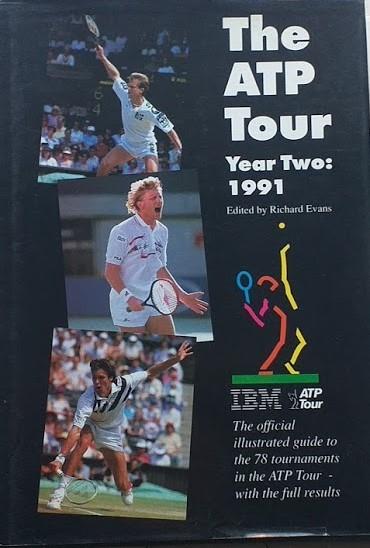 The
ATP
Tour
Year Two:
1991
Edited by Richard Evans
IBM ATP
Tour
The official
illustrated guide to
the 78 tournaments
in the ATP Tour -
with the full results